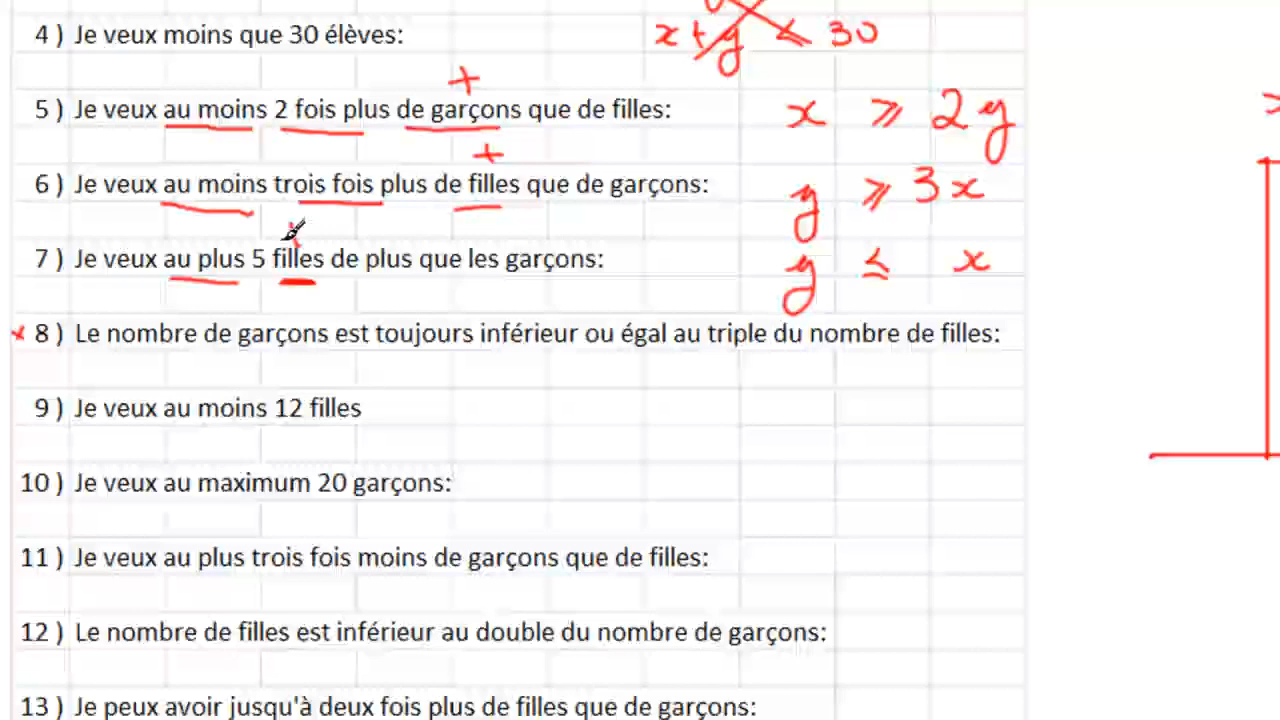 4 ) Je veux moins que 30 élèves: x + y < 30
+
5 ) Je veux au moins 2 fois plus de garçons que de filles: x ⩾ 2y
+
6 ) Je veux au moins trois fois plus de filles que de garçons: y ⩾ 3x
7 ) Je veux au plus 5 filles de plus que les garçons: y ≤ x
x 8 ) Le nombre de garçons est toujours inférieur ou égal au triple du nombre de filles:
9 ) Je veux au moins 12 filles
10 ) Je veux au maximum 20 garçons:
11 ) Je veux au plus trois fois moins de garçons que de filles:
12 ) Le nombre de filles est inférieur au double du nombre de garçons:
13 ) Je peux avoir jusqu'à deux fois plus de filles que de garçons: